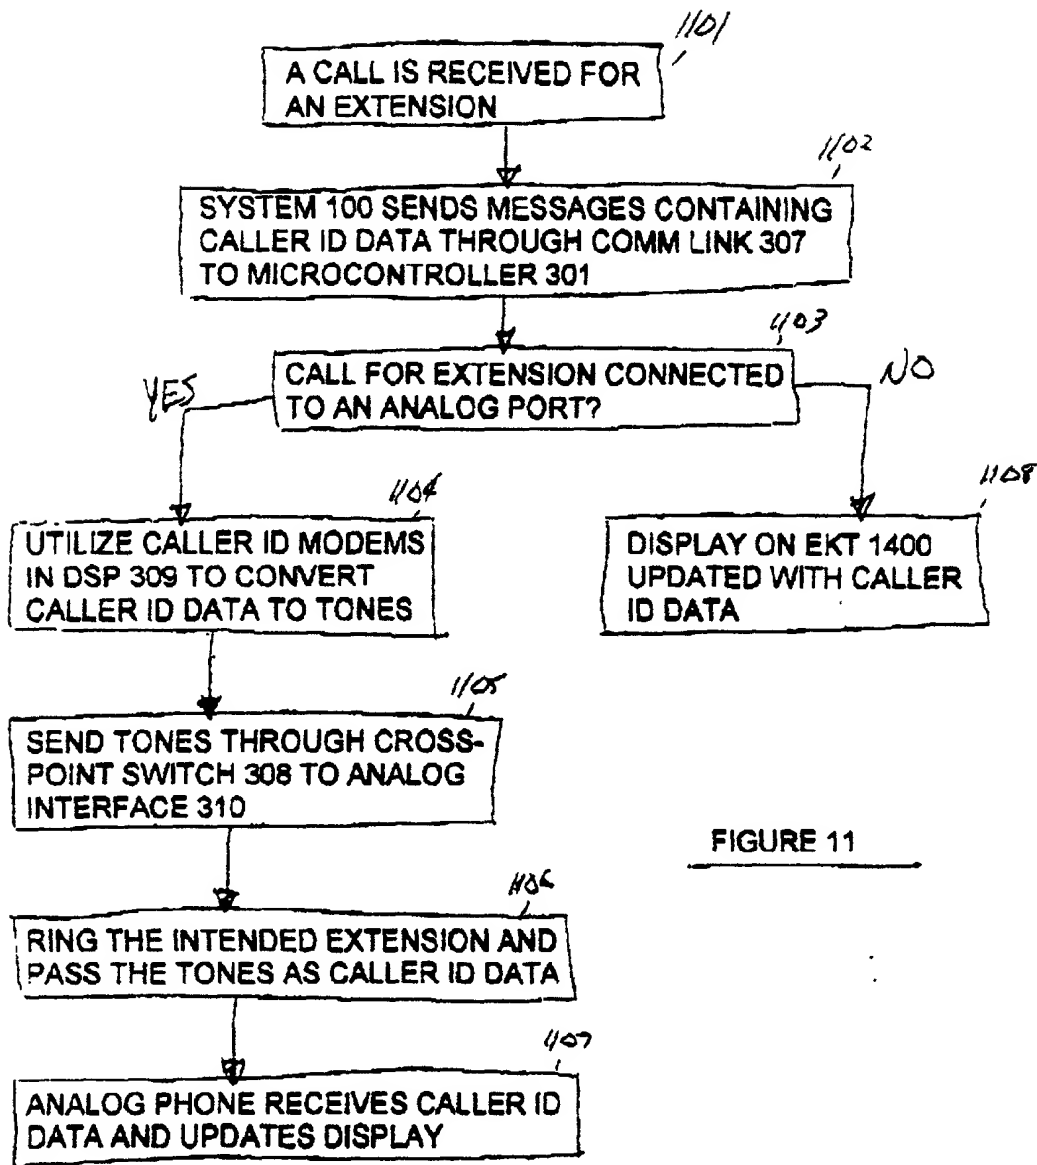 1101
A CALL IS RECEIVED FOR
AN EXTENSION
1102
SYSTEM 100 SENDS MESSAGES CONTAINING
CALLER ID DATA THROUGH COMM LINK 307
TO MICROCONTROLLER 301
1103
CALL FOR EXTENSION CONNECTED
TO AN ANALOG PORT?
YES
NO
1104
UTILIZE CALLER ID MODEMS
IN DSP 309 TO CONVERT
CALLER ID DATA TO TONES
1108
DISPLAY ON EKT 1400
UPDATED WITH CALLER
ID DATA
1105
SEND TONES THROUGH CROSS-
POINT SWITCH 308 TO ANALOG
INTERFACE 310
FIGURE 11
1106
RING THE INTENDED EXTENSION AND
PASS THE TONES AS CALLER ID DATA
1107
ANALOG PHONE RECEIVES CALLER ID
DATA AND UPDATES DISPLAY